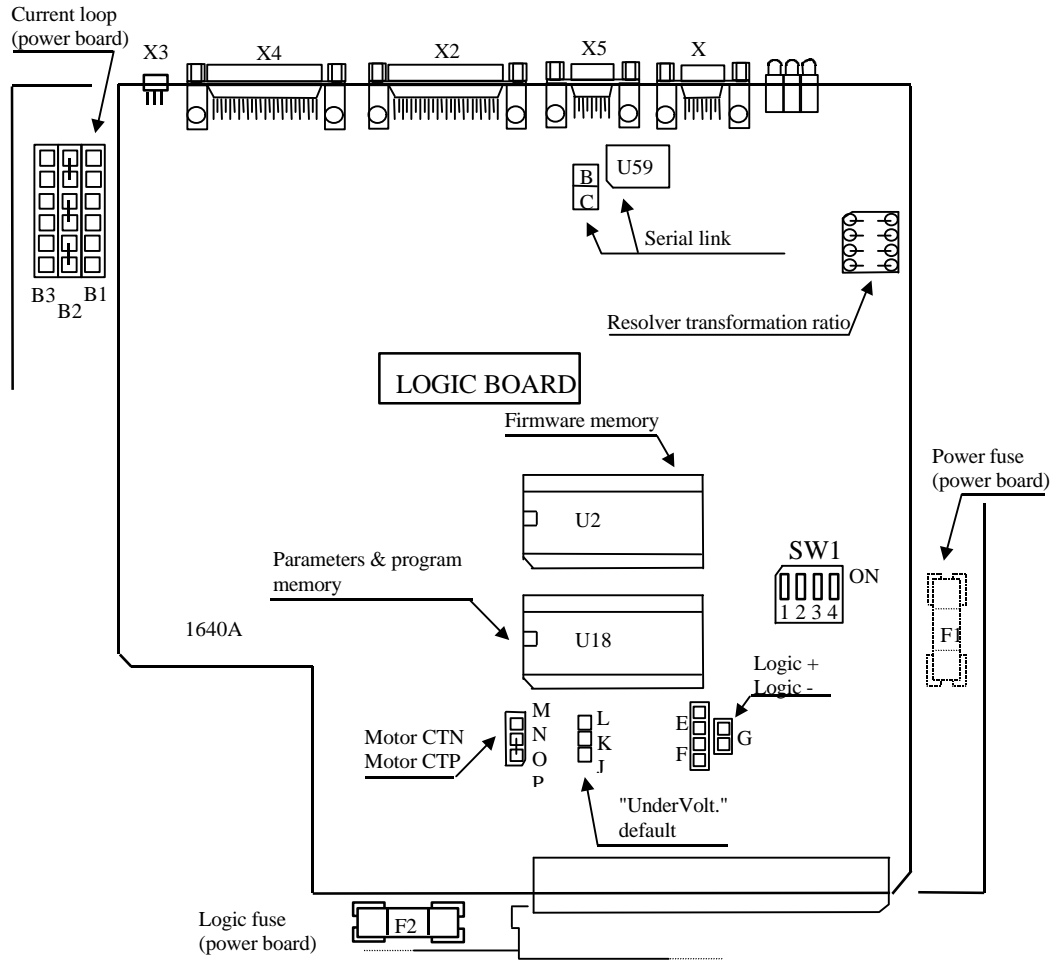 Current loop
(power board)
X3
X4
X2
X5
X
U59
B
C
Serial link
B3
B2
B1
Resolver transformation ratio
LOGIC BOARD
Firmware memory
Power fuse
(power board)
U2
SW1
ON
1 2 3 4
Parameters & program
memory
F1
1640A
U18
Logic +
Logic -
M
N
O
P
L
K
J
E
F
G
Motor CTN
Motor CTP
"UnderVolt."
default
Logic fuse
(power board)
F2